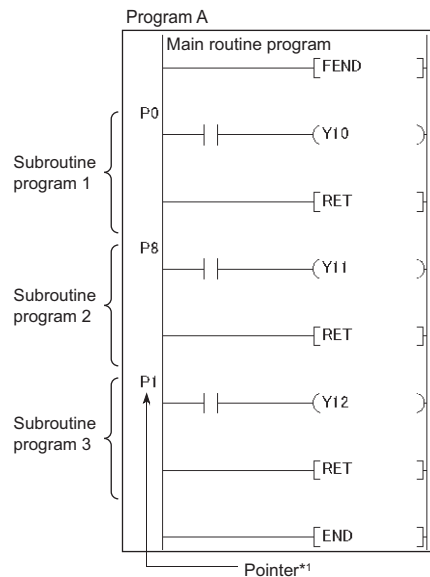 Program A
Main routine program
[FEND ]
P0
(Y10 )
Subroutine
program 1
[RET ]
P8
(Y11 )
Subroutine
program 2
[RET ]
P1
(Y12 )
Subroutine
program 3
[RET ]
[END ]
Pointer*1